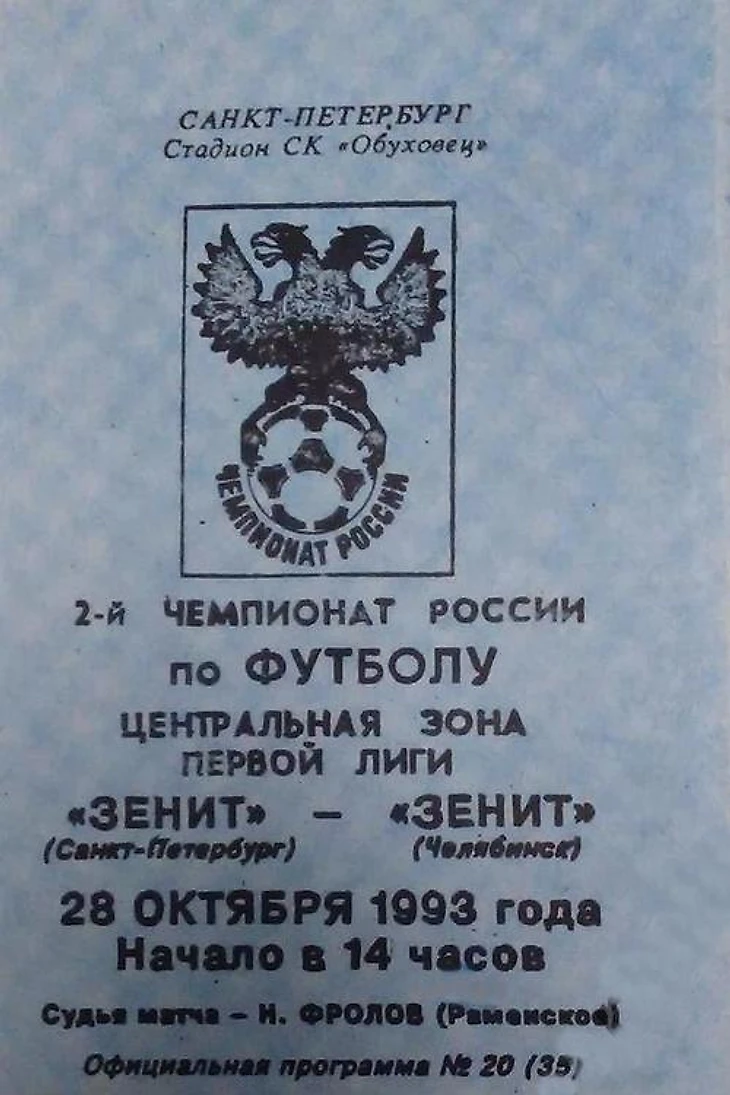 САНКТ-ПЕТЕРБУРГ
Стадион СК «Обуховец»
ЧЕМПИОНАТ РОССИИ
2-й ЧЕМПИОНАТ РОССИИ
по ФУТБОЛУ
ЦЕНТРАЛЬНАЯ ЗОНА
ПЕРВОЙ ЛИГИ
«ЗЕНИТ» – «ЗЕНИТ»
(Санкт-Петербург) (Челябинск)
28 ОКТЯБРЯ 1993 года
Начало в 14 часов
Судья матча – Н. ФРОЛОВ (Раменское)
Официальная программа № 20 (35)